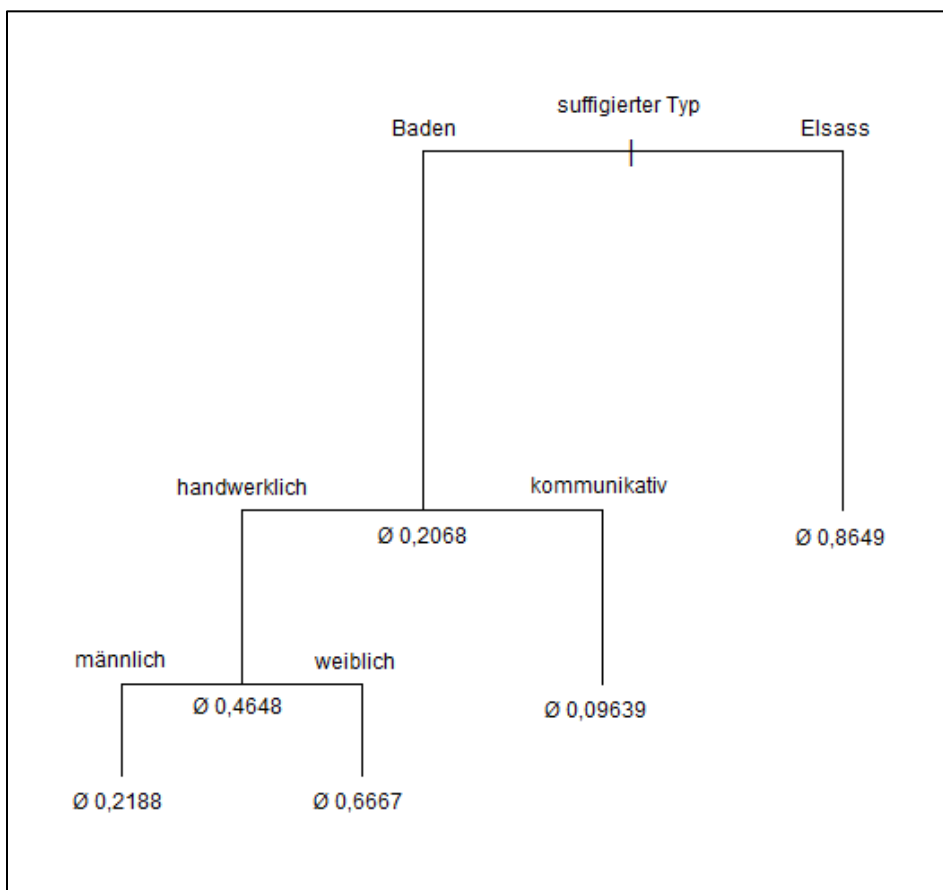 suffigierter Typ
Baden
Elsass
handwerklich
kommunikativ
Ø 0,2068
Ø 0,8649
männlich
weiblich
Ø 0,4648
Ø 0,09639
Ø 0,2188
Ø 0,6667